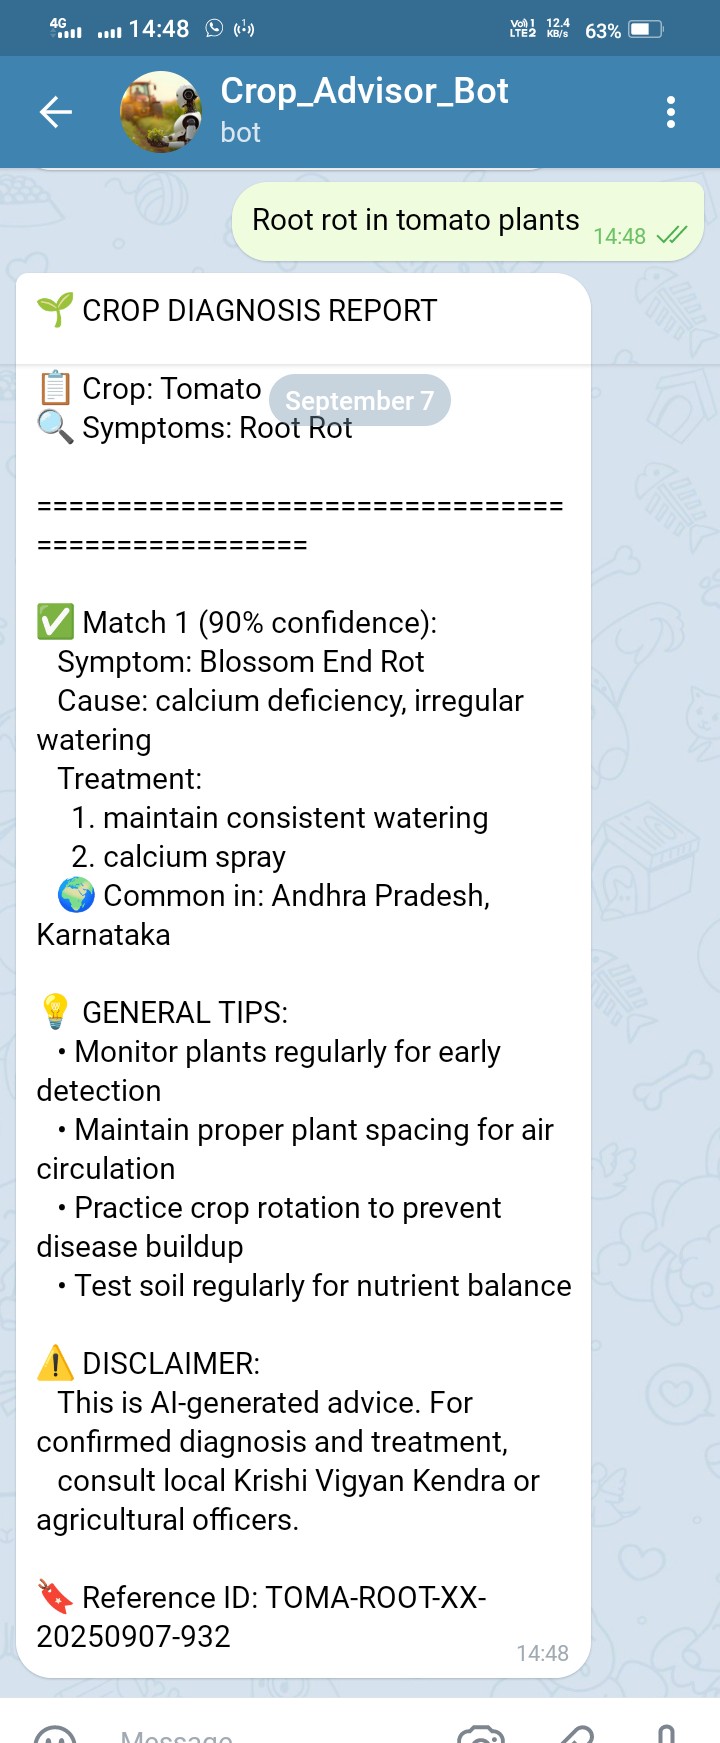 4G 14:48 Vo)) 1 LTE2 12.4 KB/s 63%
Crop_Advisor_Bot
bot
Root rot in tomato plants 14:48
🌱 CROP DIAGNOSIS REPORT
📋 Crop: Tomato
September 7
🔍 Symptoms: Root Rot
=================================
=================
✅ Match 1 (90% confidence):
Symptom: Blossom End Rot
Cause: calcium deficiency, irregular
watering
Treatment:
1. maintain consistent watering
2. calcium spray
🌍 Common in: Andhra Pradesh,
Karnataka
💡 GENERAL TIPS:
• Monitor plants regularly for early
detection
• Maintain proper plant spacing for air
circulation
• Practice crop rotation to prevent
disease buildup
• Test soil regularly for nutrient balance
⚠️ DISCLAIMER:
This is AI-generated advice. For
confirmed diagnosis and treatment,
consult local Krishi Vigyan Kendra or
agricultural officers.
🔖 Reference ID: TOMA-ROOT-XX-
20250907-932
14:48
Message